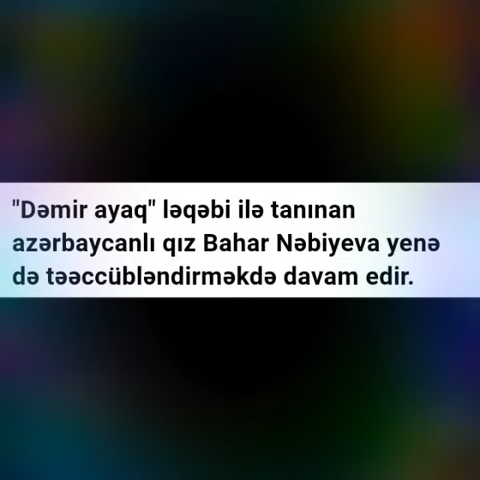 "Dəmir ayaq" ləqəbi ilə tanınan
azərbaycanlı qız Bahar Nəbiyeva yenə
də təəccübləndirməkdə davam edir.